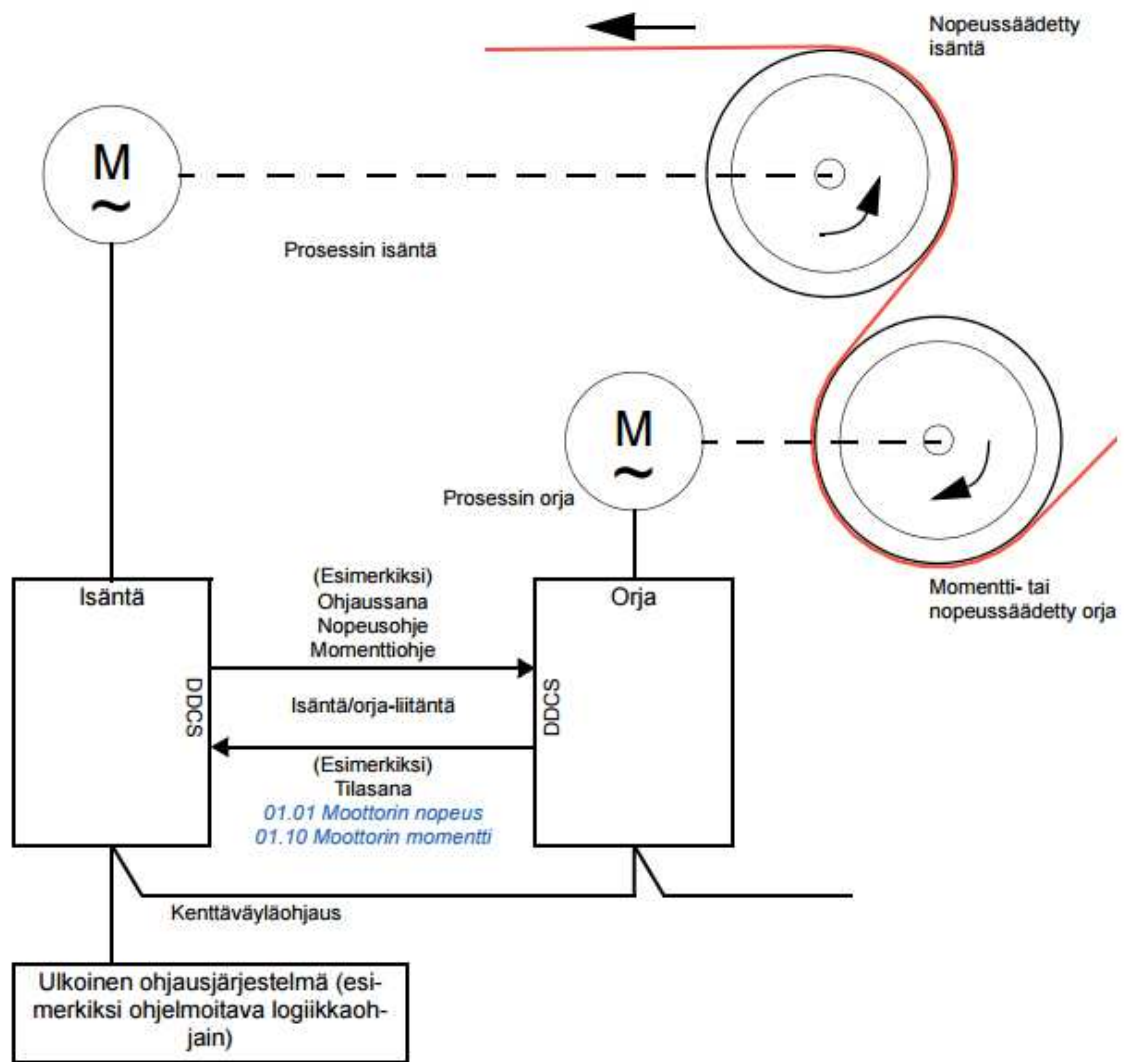 Nopeussäädetty
isäntä
M
~
Prosessin isäntä
M
~
Prosessin orja
Momentti- tai
nopeussäädetty orja
Isäntä
(Esimerkiksi)
Ohjaussana
Nopeusohje
Momenttiohje
Orja
DDCS
Isäntä/orja-liitäntä
DDCS
(Esimerkiksi)
Tilasana
01.01 Moottorin nopeus
01.10 Moottorin momentti
Kenttäväyläohjaus
Ulkoinen ohjausjärjestelmä (esi-
merkiksi ohjelmoitava logiikkaoh-
jain)